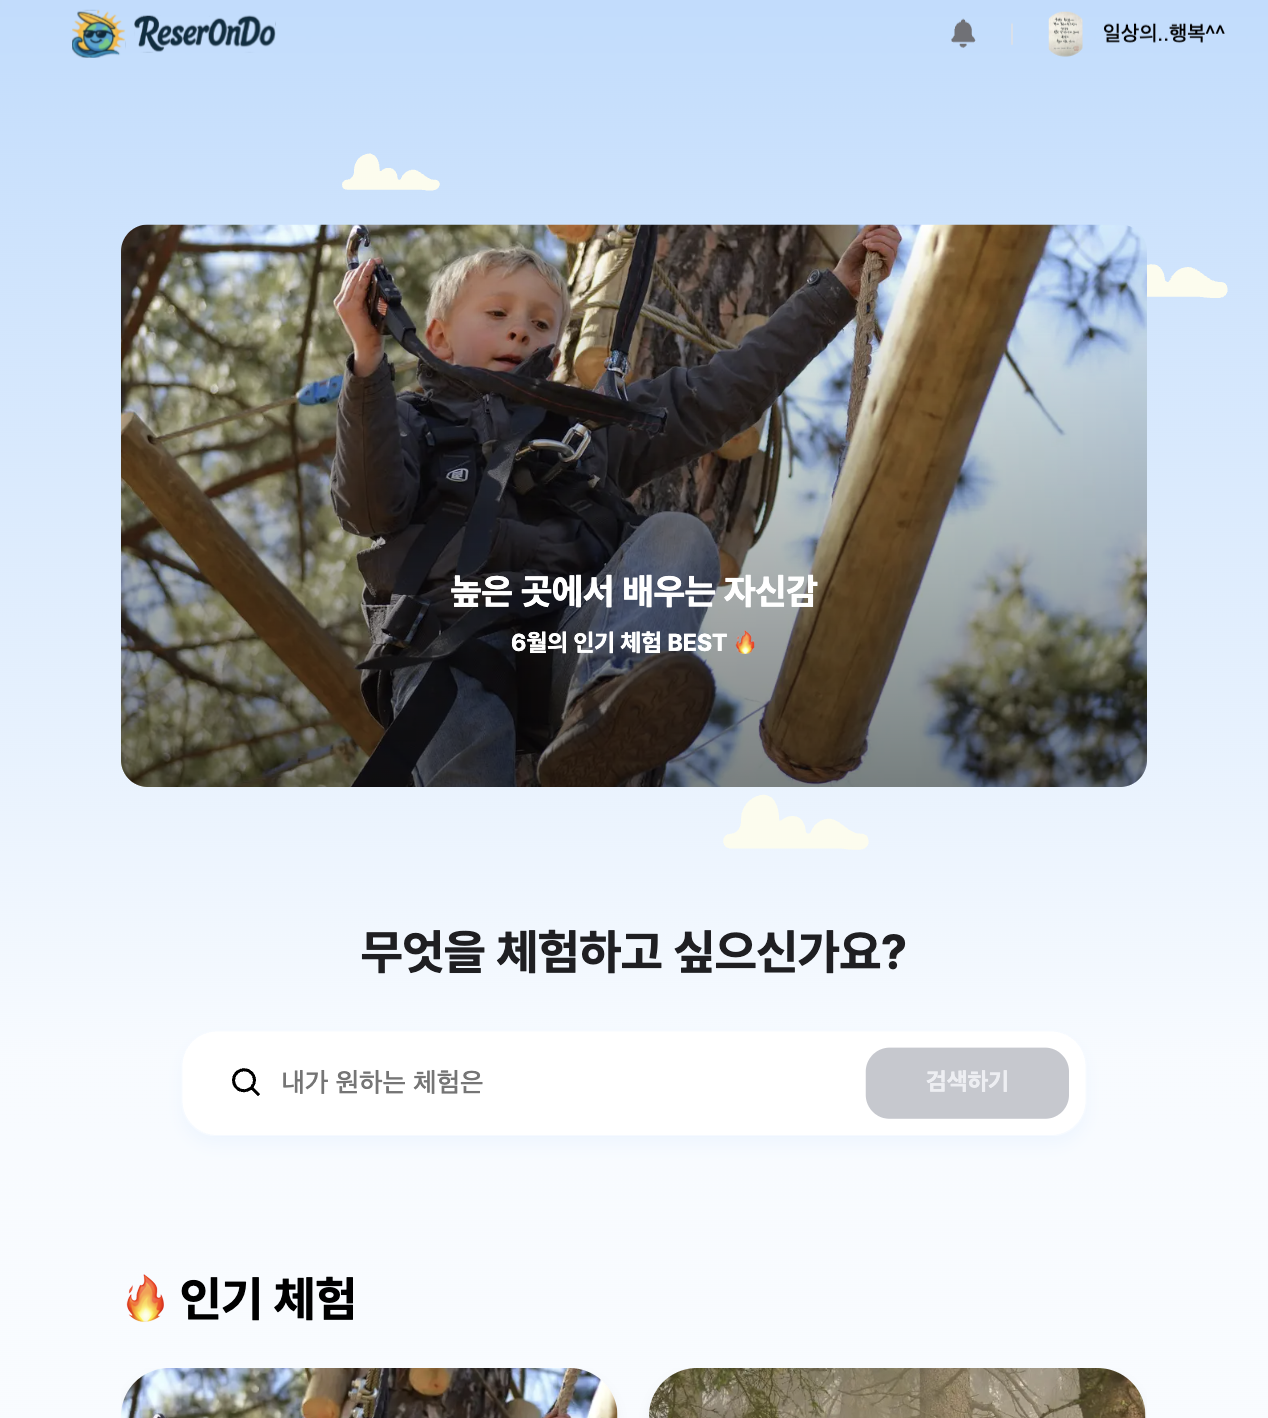 ReserOnDo
일상의..행복^^
높은 곳에서 배우는 자신감
6월의 인기 체험 BEST 🔥
무엇을 체험하고 싶으신가요?
내가 원하는 체험은
검색하기
🔥 인기 체험